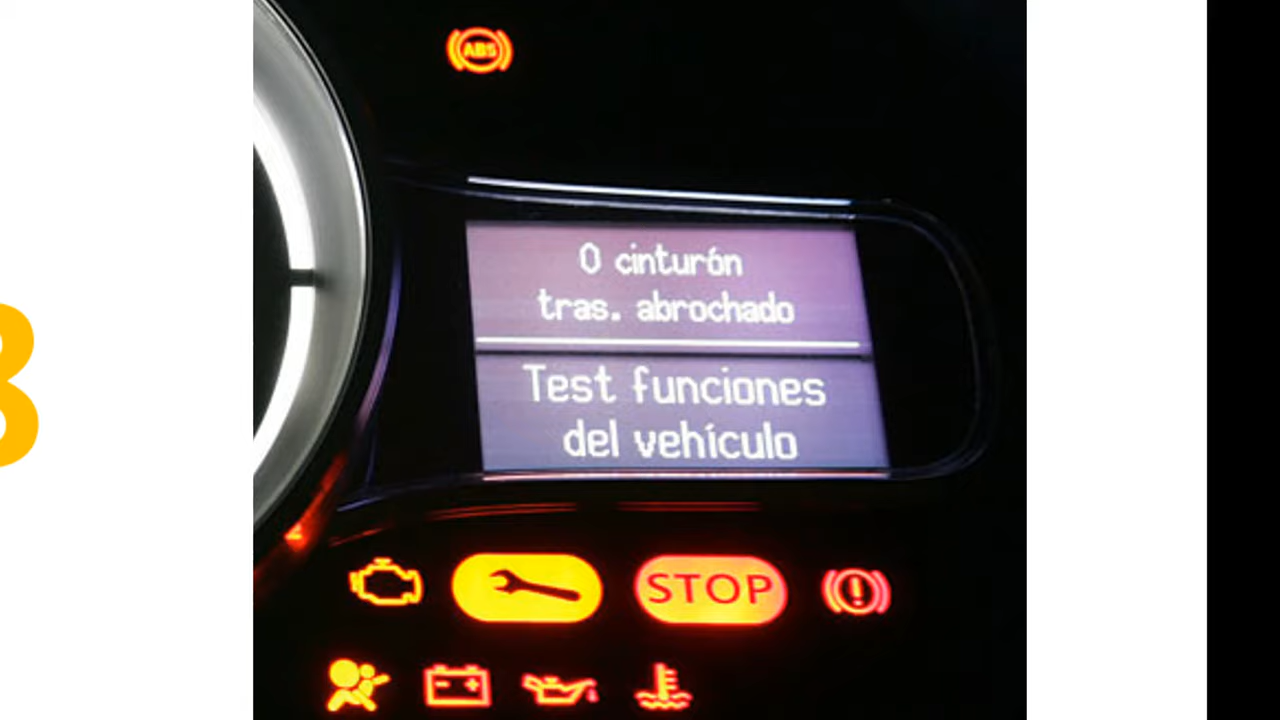 ABS
0 cinturón
tras. abrochado
Test funciones
del vehículo
STOP